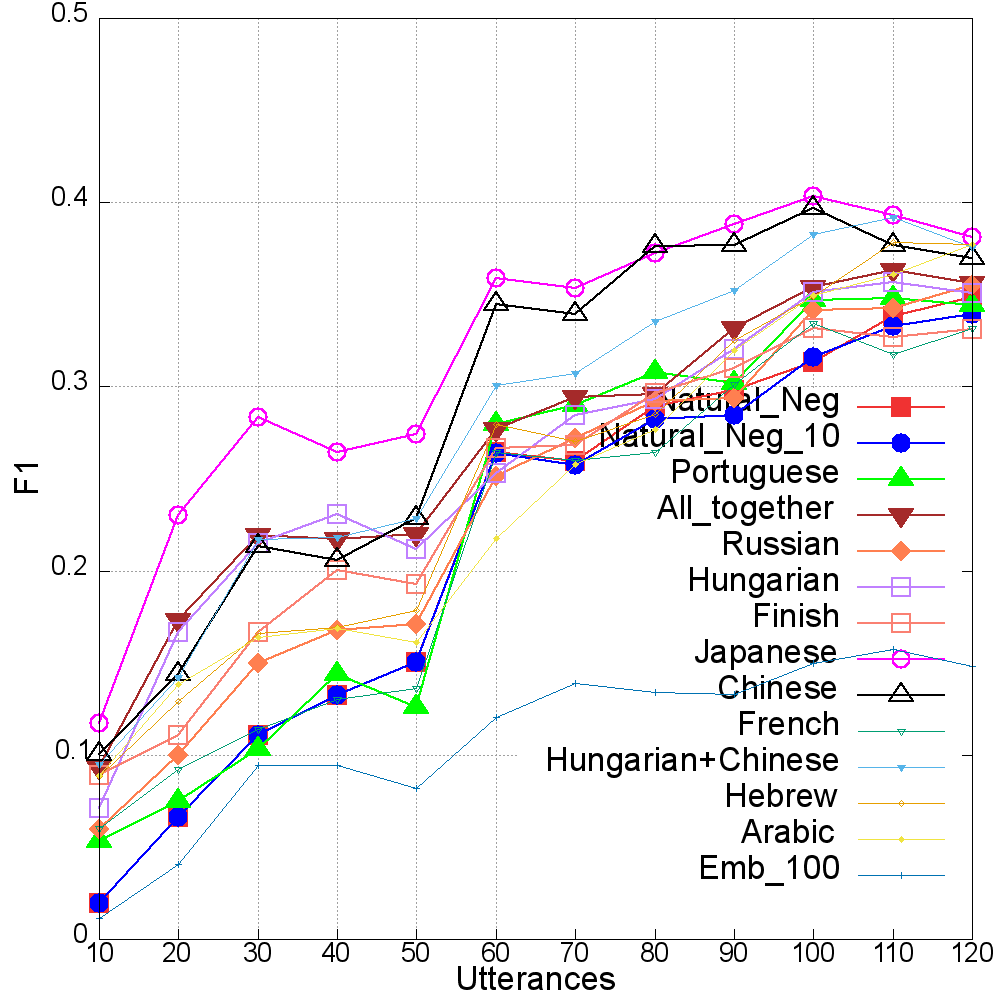 0.5
0.4
0.3
0.2
0.1
0
F1
10 20 30 40 50 60 70 80 90 100 110 120
Utterances
Natural_Neg
Natural_Neg_10
Portuguese
All_together
Russian
Hungarian
Finish
Japanese
Chinese
French
Hungarian+Chinese
Hebrew
Arabic
Emb_100